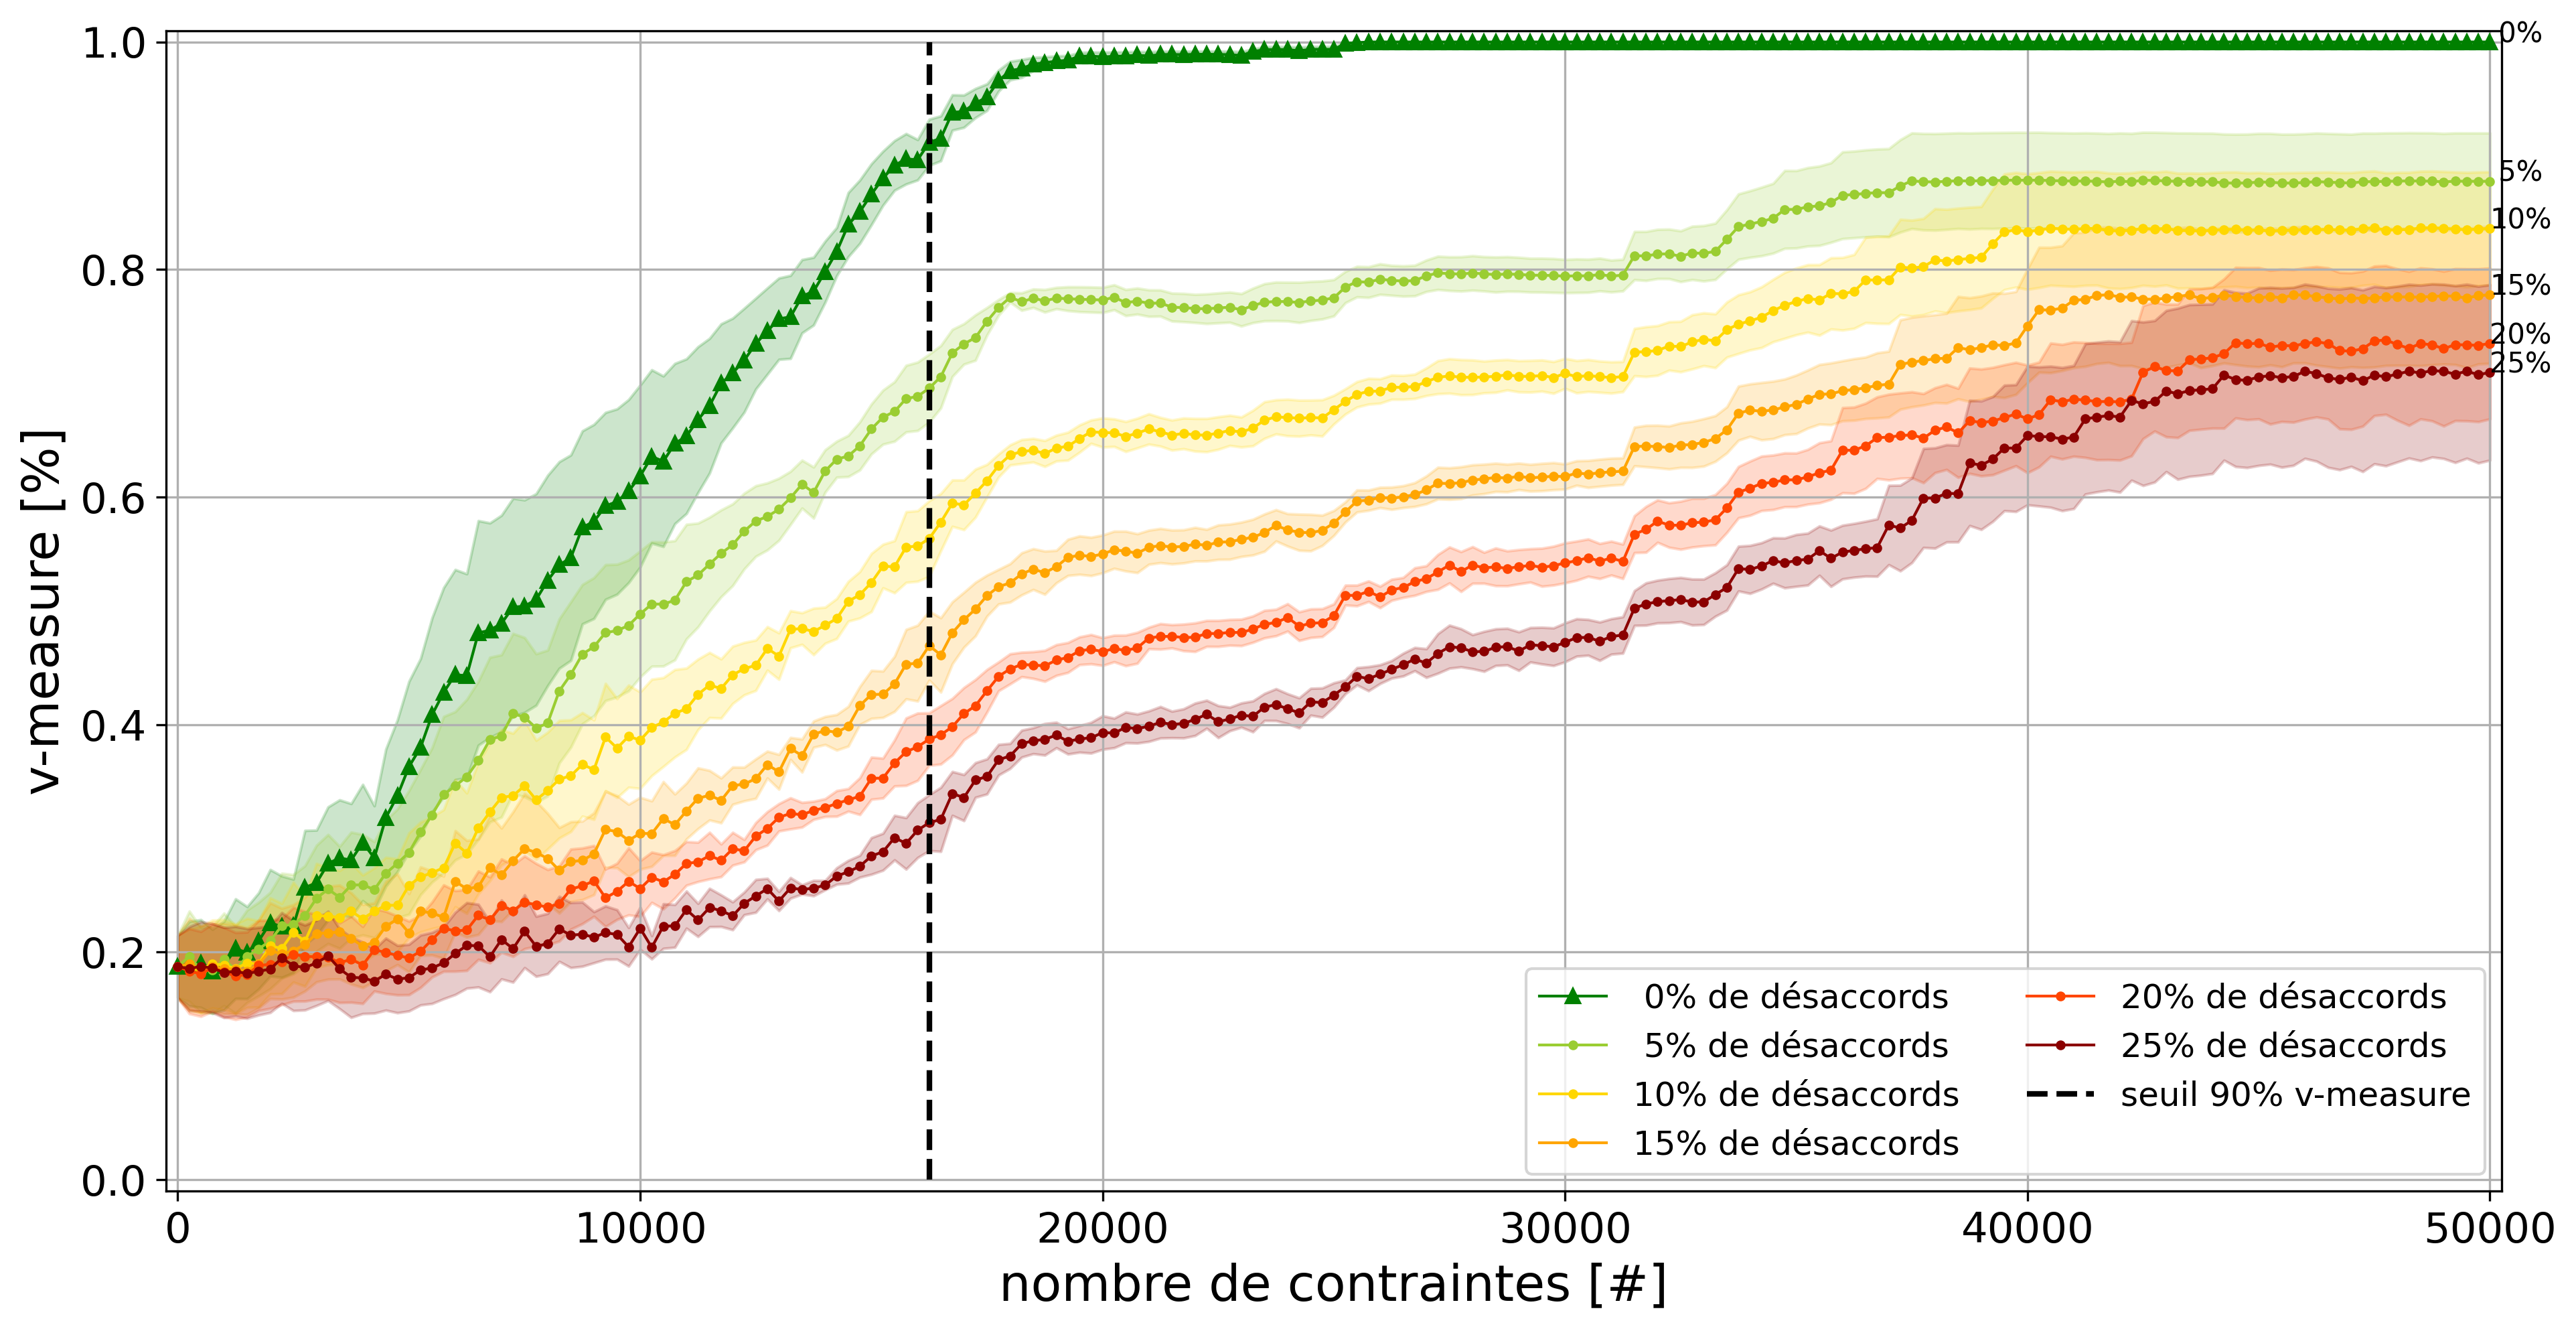 1.0
0.8
0.6
0.4
0.2
0.0
v-measure [%]
0
10000
20000
30000
40000
50000
nombre de contraintes [#]
0%
5%
10%
15%
20%
25%
0% de désaccords
5% de désaccords
10% de désaccords
15% de désaccords
20% de désaccords
25% de désaccords
seuil 90% v-measure